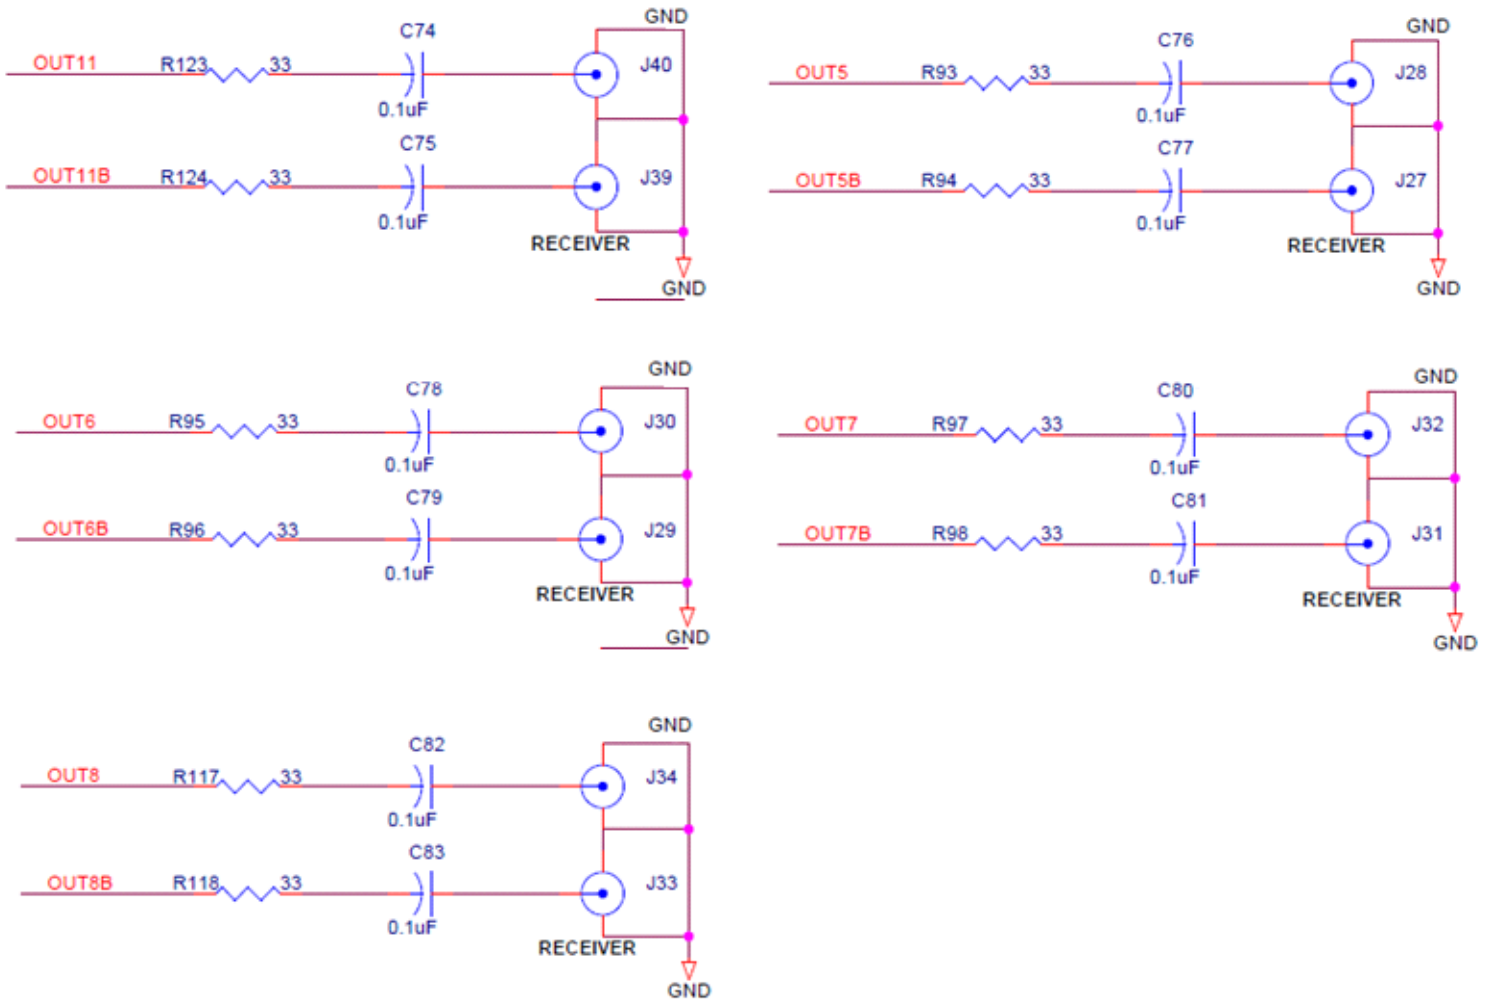 GND
C74
OUT11 R123 33 J40
0.1uF
C75
OUT11B R124 33 J39
0.1uF
RECEIVER
GND
GND
C76
OUT5 R93 33 J28
0.1uF
C77
OUT5B R94 33 J27
0.1uF
RECEIVER
GND
GND
C78
OUT6 R95 33 J30
0.1uF
C79
OUT6B R96 33 J29
0.1uF
RECEIVER
GND
GND
C80
OUT7 R97 33 J32
0.1uF
C81
OUT7B R98 33 J31
0.1uF
RECEIVER
GND
GND
C82
OUT8 R117 33 J34
0.1uF
C83
OUT8B R118 33 J33
0.1uF
RECEIVER
GND